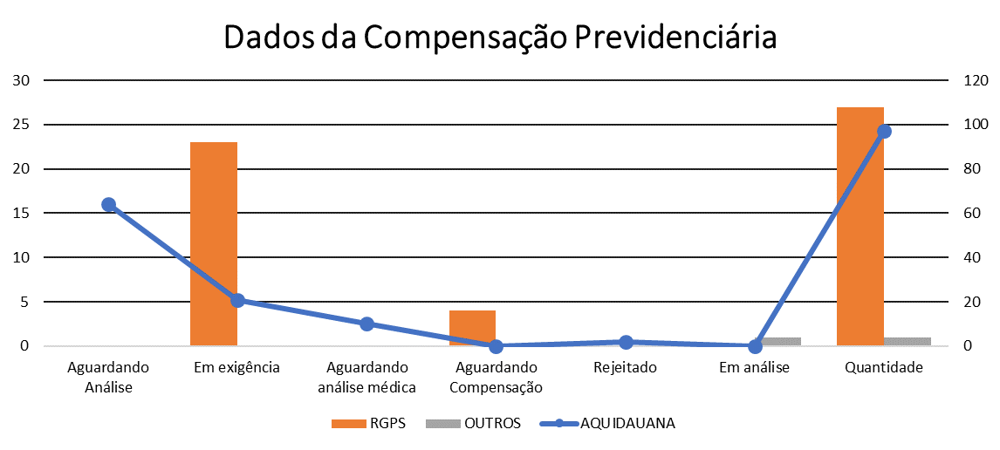 Dados da Compensação Previdenciária
30
25
20
15
10
5
0
120
100
80
60
40
20
0
Aguardando
Análise
Em exigência
Aguardando
análise médica
Aguardando
Compensação
Rejeitado
Em análise
Quantidade
RGPS OUTROS AQUIDAUANA